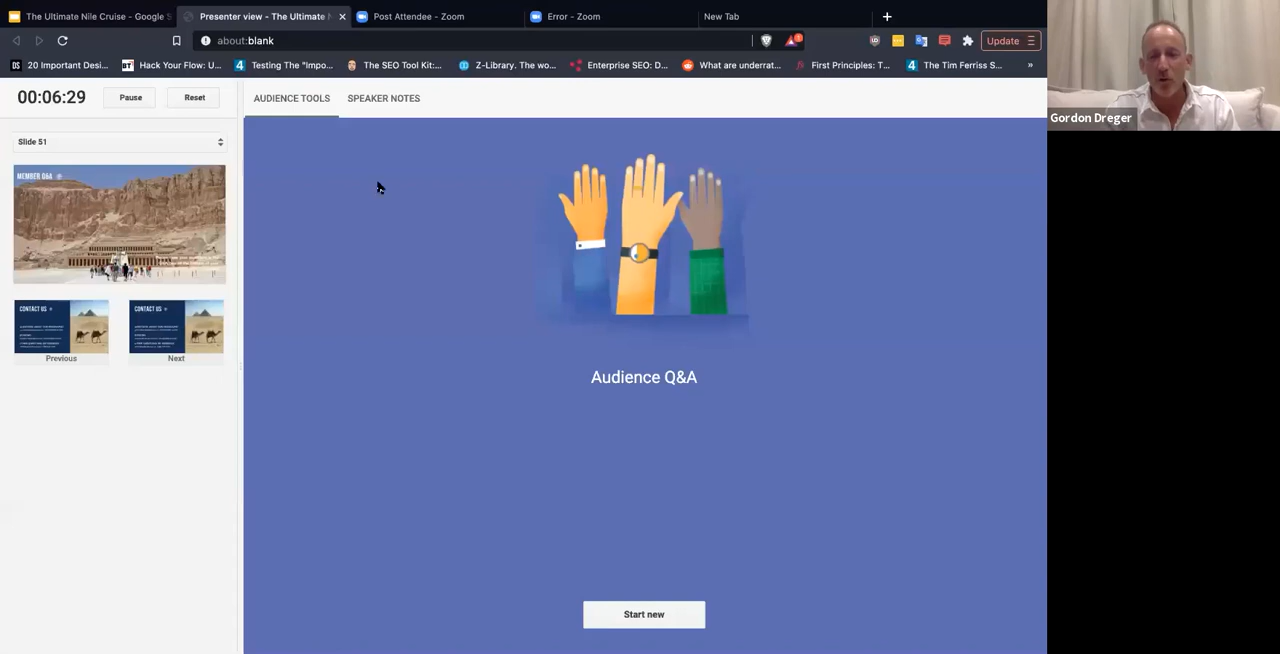 The Ultimate Nile Cruise - Google S
Presenter view - The Ultimate N
Post Attendee - Zoom
Error - Zoom
New Tab
about:blank
1
Update
20 Important Desi...
Hack Your Flow: U...
4 Testing The "Impo...
The SEO Tool Kit:...
Z-Library. The wo...
Enterprise SEO: D...
What are underrat...
First Principles: T...
4 The Tim Ferriss S...
»
00:06:29
Pause
Reset
AUDIENCE TOOLS
SPEAKER NOTES
Gordon Dreger
Slide 51
MEMBER Q&A
CONTACT US
CONTACT US
Previous
Next
Audience Q&A
Start new